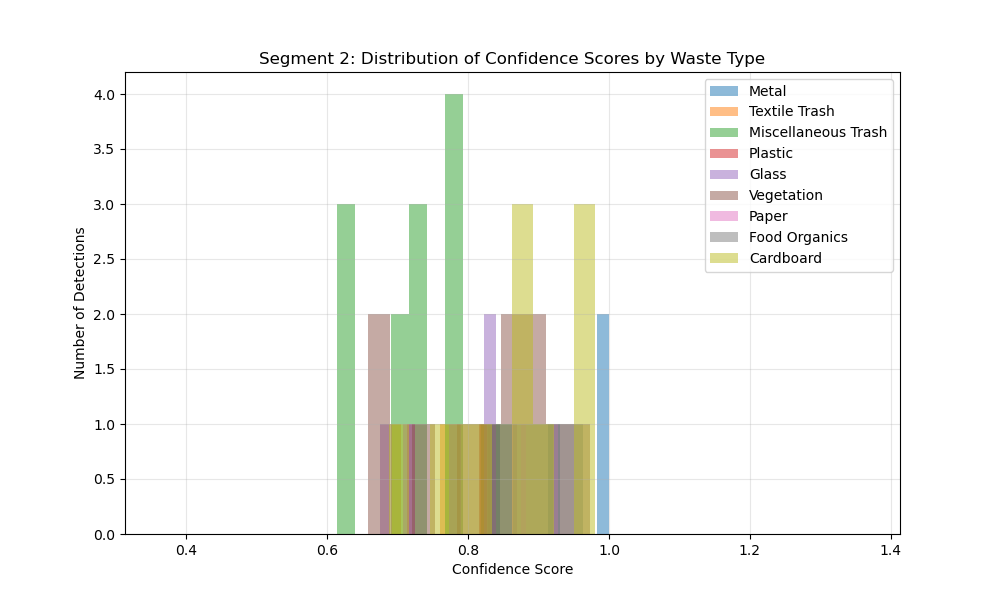 Segment 2: Distribution of Confidence Scores by Waste Type
Number of Detections
4.0
3.5
3.0
2.5
2.0
1.5
1.0
0.5
0.0
Metal
Textile Trash
Miscellaneous Trash
Plastic
Glass
Vegetation
Paper
Food Organics
Cardboard
0.4 0.6 0.8 1.0 1.2 1.4
Confidence Score